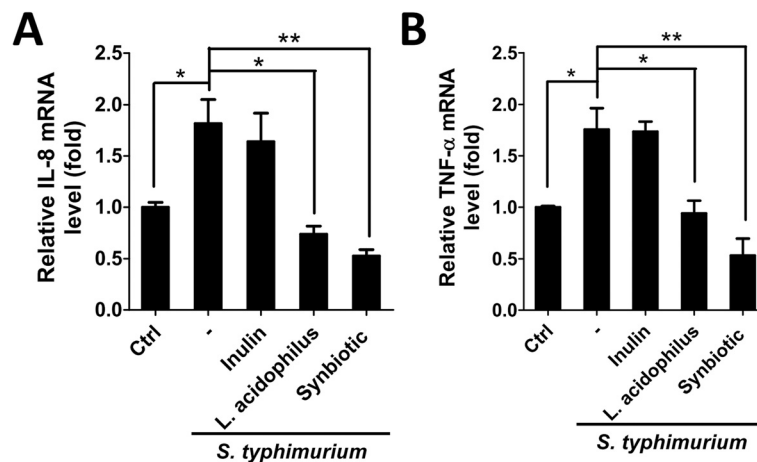 A
Relative IL-8 mRNA
level (fold)
2.5
2.0
1.5
1.0
0.5
0.0
*
*
**
Ctrl
-
Inulin
L. acidophilus
Synbiotic
S. typhimurium
B
Relative TNF-α mRNA
level (fold)
2.5
2.0
1.5
1.0
0.5
0.0
*
*
**
Ctrl
-
Inulin
L. acidophilus
Synbiotic
S. typhimurium